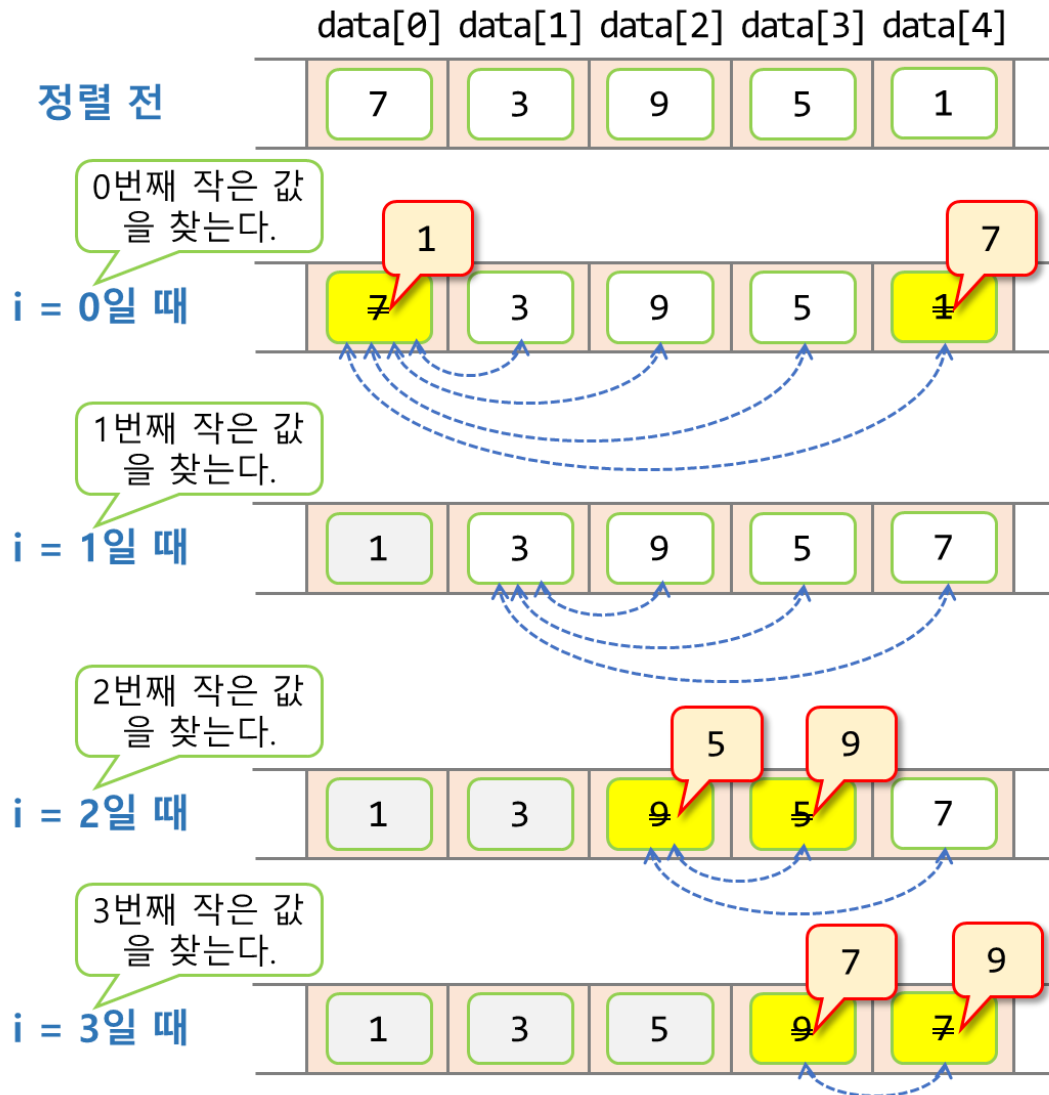 data[0] data[1] data[2] data[3] data[4]
정렬 전
7 3 9 5 1
0번째 작은 값
을 찾는다.
1 7
i = 0일 때
7 3 9 5 1
1번째 작은 값
을 찾는다.
i = 1일 때
1 3 9 5 7
2번째 작은 값
을 찾는다.
5 9
i = 2일 때
1 3 9 5 7
3번째 작은 값
을 찾는다.
7 9
i = 3일 때
1 3 5 9 7